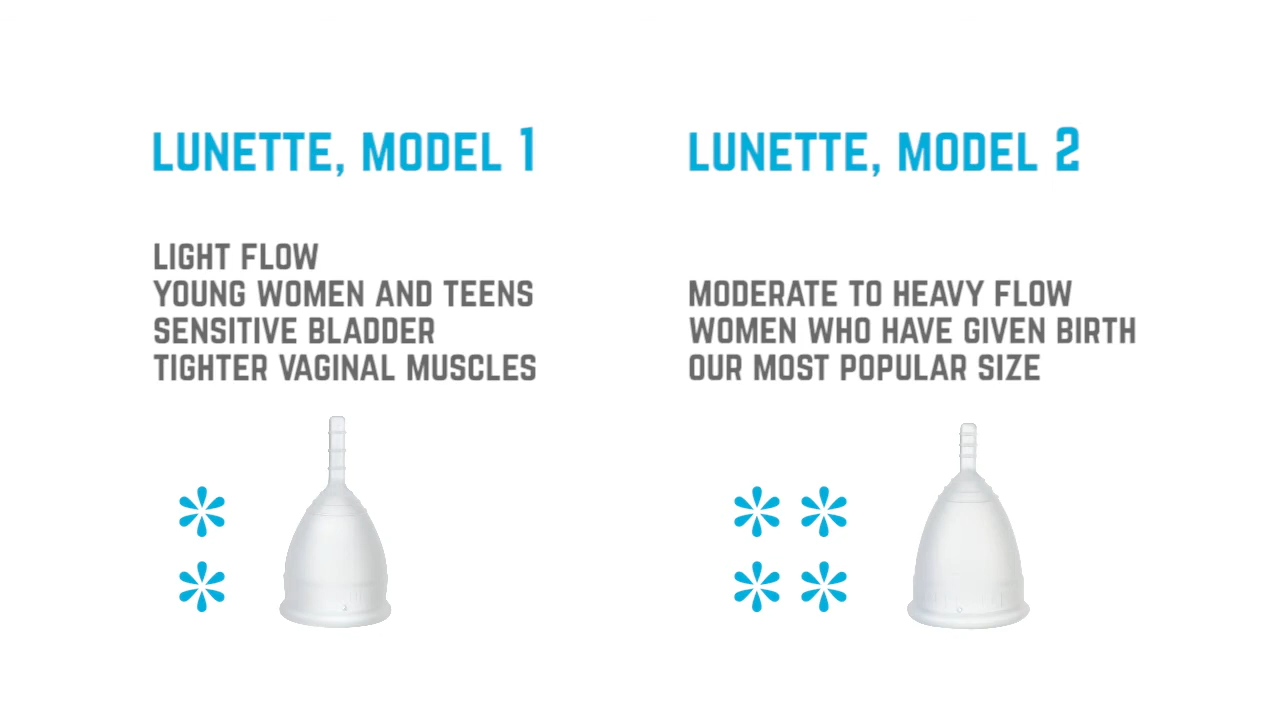 LUNETTE, MODEL 1
LIGHT FLOW
YOUNG WOMEN AND TEENS
SENSITIVE BLADDER
TIGHTER VAGINAL MUSCLES
LUNETTE, MODEL 2
MODERATE TO HEAVY FLOW
WOMEN WHO HAVE GIVEN BIRTH
OUR MOST POPULAR SIZE